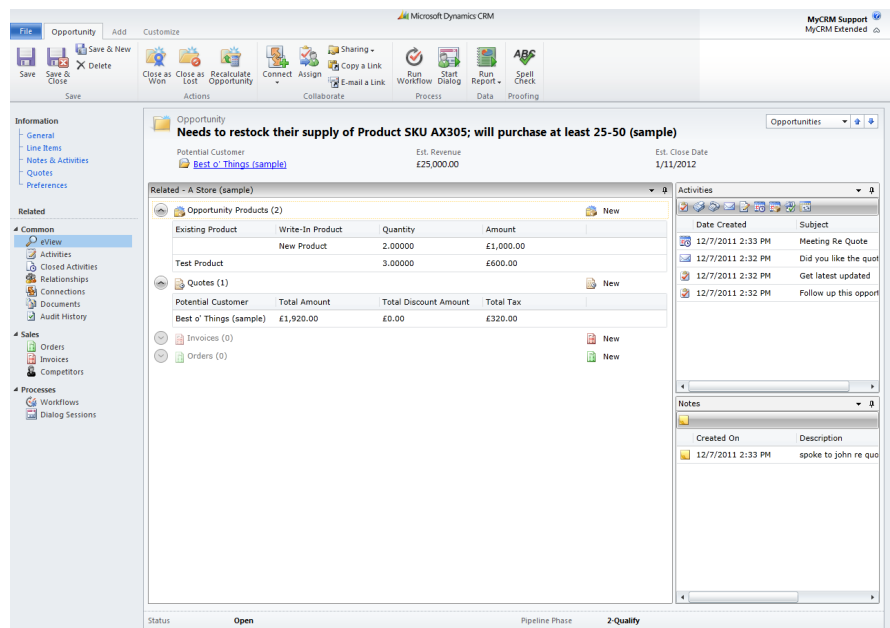 Microsoft Dynamics CRM
MyCRM Support
MyCRM Extended
File Opportunity Add Customize
Save
Save & Close
Save & New
Delete
Save
Close as Won
Close as Lost
Recalculate Opportunity
Actions
Connect
Assign
Sharing
Copy a Link
E-mail a Link
Collaborate
Run Workflow
Start Dialog
Process
Run Report
Data
ABC
Spell Check
Proofing
Information
General
Line Items
Notes & Activities
Quotes
Preferences
Related
Common
eView
Activities
Closed Activities
Relationships
Connections
Documents
Audit History
Sales
Orders
Invoices
Competitors
Processes
Workflows
Dialog Sessions
Opportunity
Needs to restock their supply of Product SKU AX305; will purchase at least 25-50 (sample)
Opportunities
Potential Customer Est. Revenue Est. Close Date
Best o' Things (sample) £25,000.00 1/11/2012
Related - A Store (sample)
Opportunity Products (2) New
Existing Product Write-In Product Quantity Amount
New Product 2.00000 £1,000.00
Test Product 3.00000 £600.00
Quotes (1) New
Potential Customer Total Amount Total Discount Amount Total Tax
Best o' Things (sample) £1,920.00 £0.00 £320.00
Invoices (0) New
Orders (0) New
Activities
Date Created Subject
12/7/2011 2:33 PM Meeting Re Quote
12/7/2011 2:32 PM Did you like the quot
12/7/2011 2:32 PM Get latest updated
12/7/2011 2:32 PM Follow up this opport
Notes
Created On Description
12/7/2011 2:33 PM spoke to john re quo
Status Open Pipeline Phase 2-Qualify